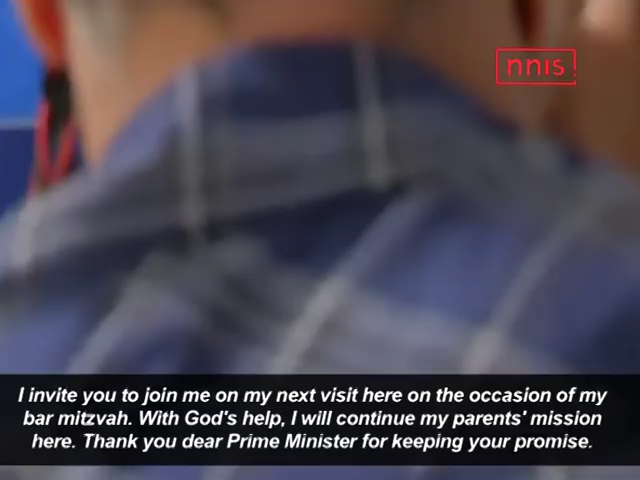 nnis!
I invite you to join me on my next visit here on the occasion of my
bar mitzvah. With God's help, I will continue my parents' mission
here. Thank you dear Prime Minister for keeping your promise.